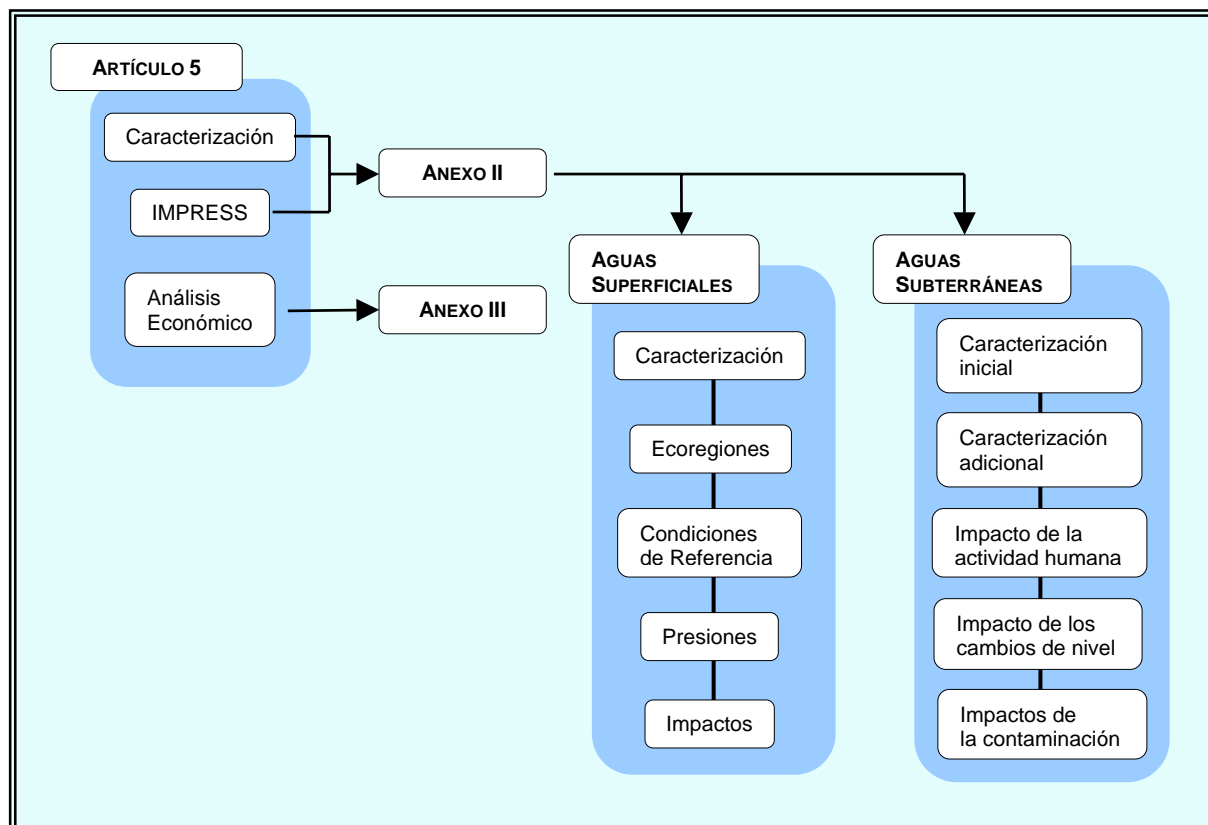 ARTÍCULO 5
Caracterización
IMPRESS
Análisis
Económico
ANEXO II
ANEXO III
AGUAS
SUPERFICIALES
Caracterización
Ecoregiones
Condiciones
de Referencia
Presiones
Impactos
AGUAS
SUBTERRÁNEAS
Caracterización
inicial
Caracterización
adicional
Impacto de la
actividad humana
Impacto de los
cambios de nivel
Impactos de
la contaminación